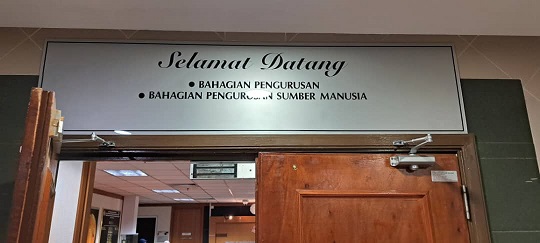 Selamat Datang
• BAHAGIAN PENGURUSAN
• BAHAGIAN PENGURUSAN SUMBER MANUSIA